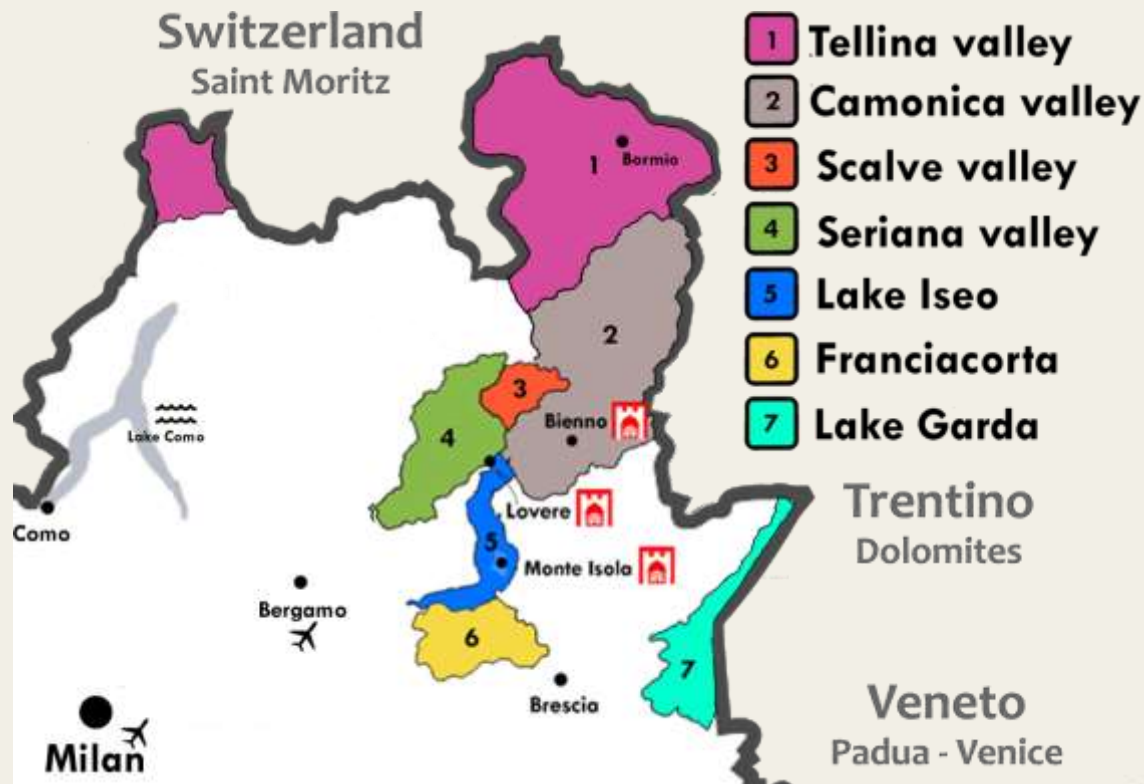 Switzerland
Saint Moritz
1 Tellina valley
2 Camonica valley
3 Scalve valley
4 Seriana valley
5 Lake Iseo
6 Franciacorta
7 Lake Garda
1
Bormio
2
3
4
Bienno
Lake Como
Lovere
Como
5
Monte Isola
Bergamo
6
7
Brescia
Milan
Trentino
Dolomites
Veneto
Padua - Venice